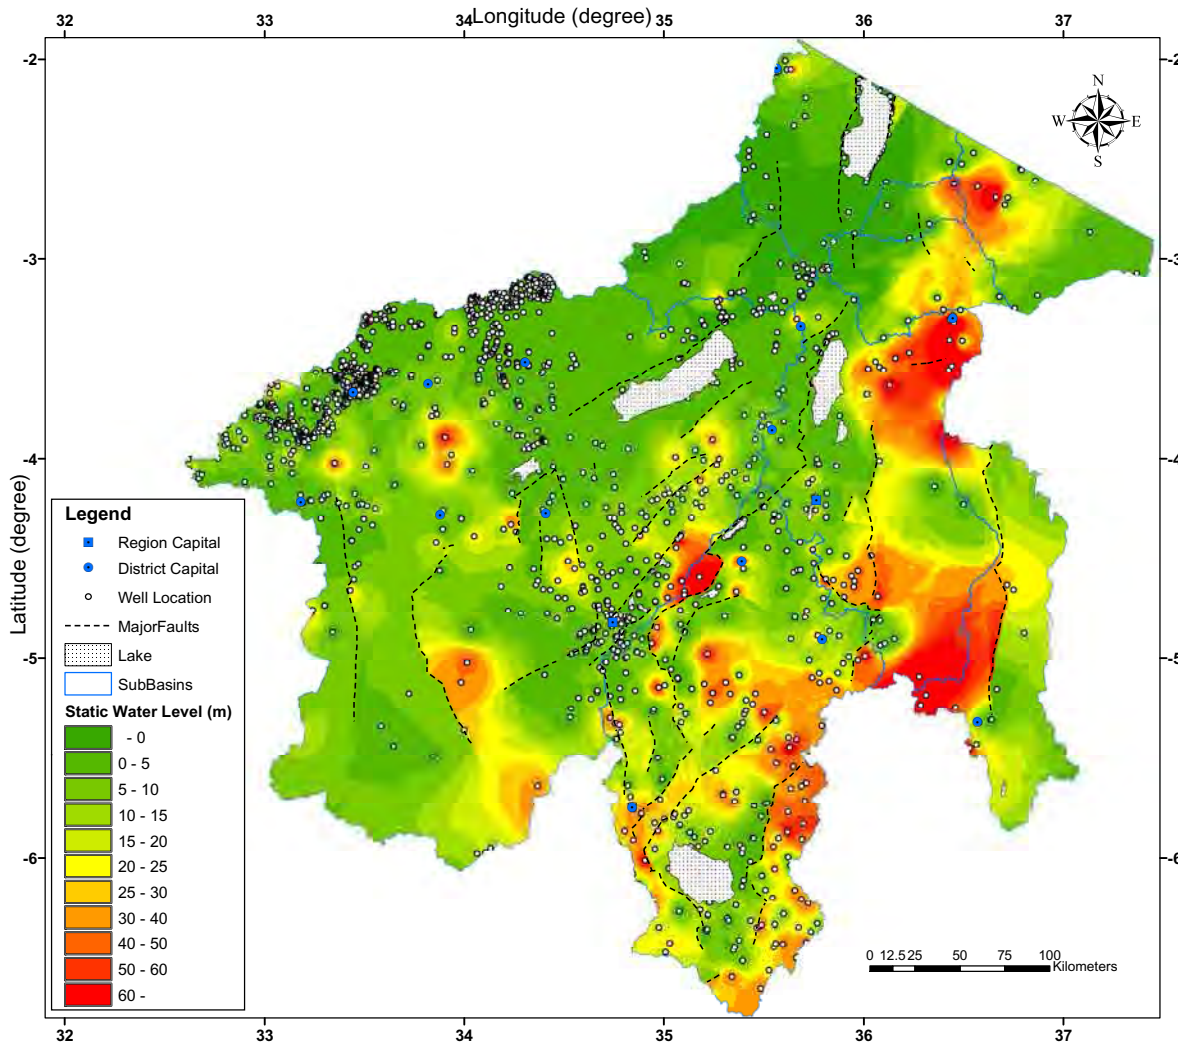 Longitude (degree)
32 33 34 35 36 37
-2 -2
N
W E
S
-3 -3
-4 -4
-5 -5
-6 -6
Latitude (degree)
Legend
Region Capital
District Capital
Well Location
MajorFaults
Lake
SubBasins
Static Water Level (m)
- 0
0 - 5
5 - 10
10 - 15
15 - 20
20 - 25
25 - 30
30 - 40
40 - 50
50 - 60
60 -
0 12.5 25 50 75 100
Kilometers
32 33 34 35 36 37